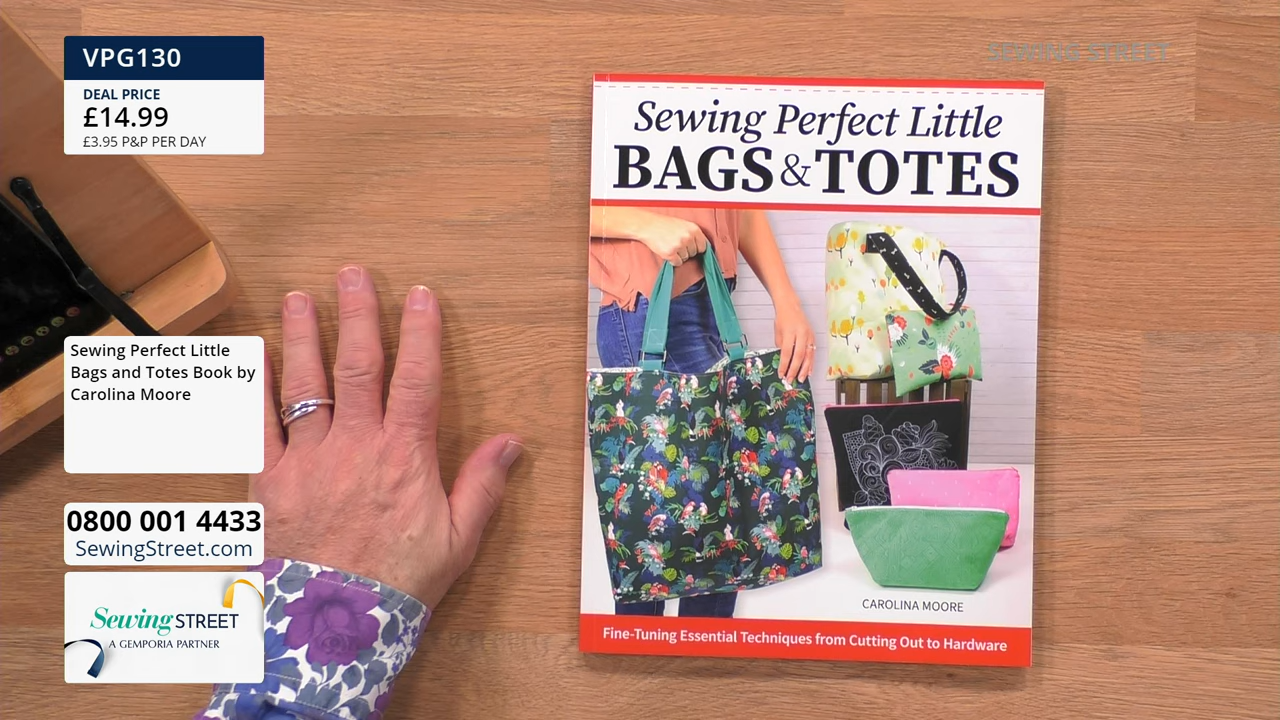 VPG130
DEAL PRICE
£14.99
£3.95 P&P PER DAY
Sewing Perfect Little
Bags and Totes Book by
Carolina Moore
0800 001 4433
SewingStreet.com
Sewing STREET
A GEMPORIA PARTNER
SEWING STREET
Sewing Perfect Little
BAGS & TOTES
CAROLINA MOORE
Fine-Tuning Essential Techniques from Cutting Out to Hardware